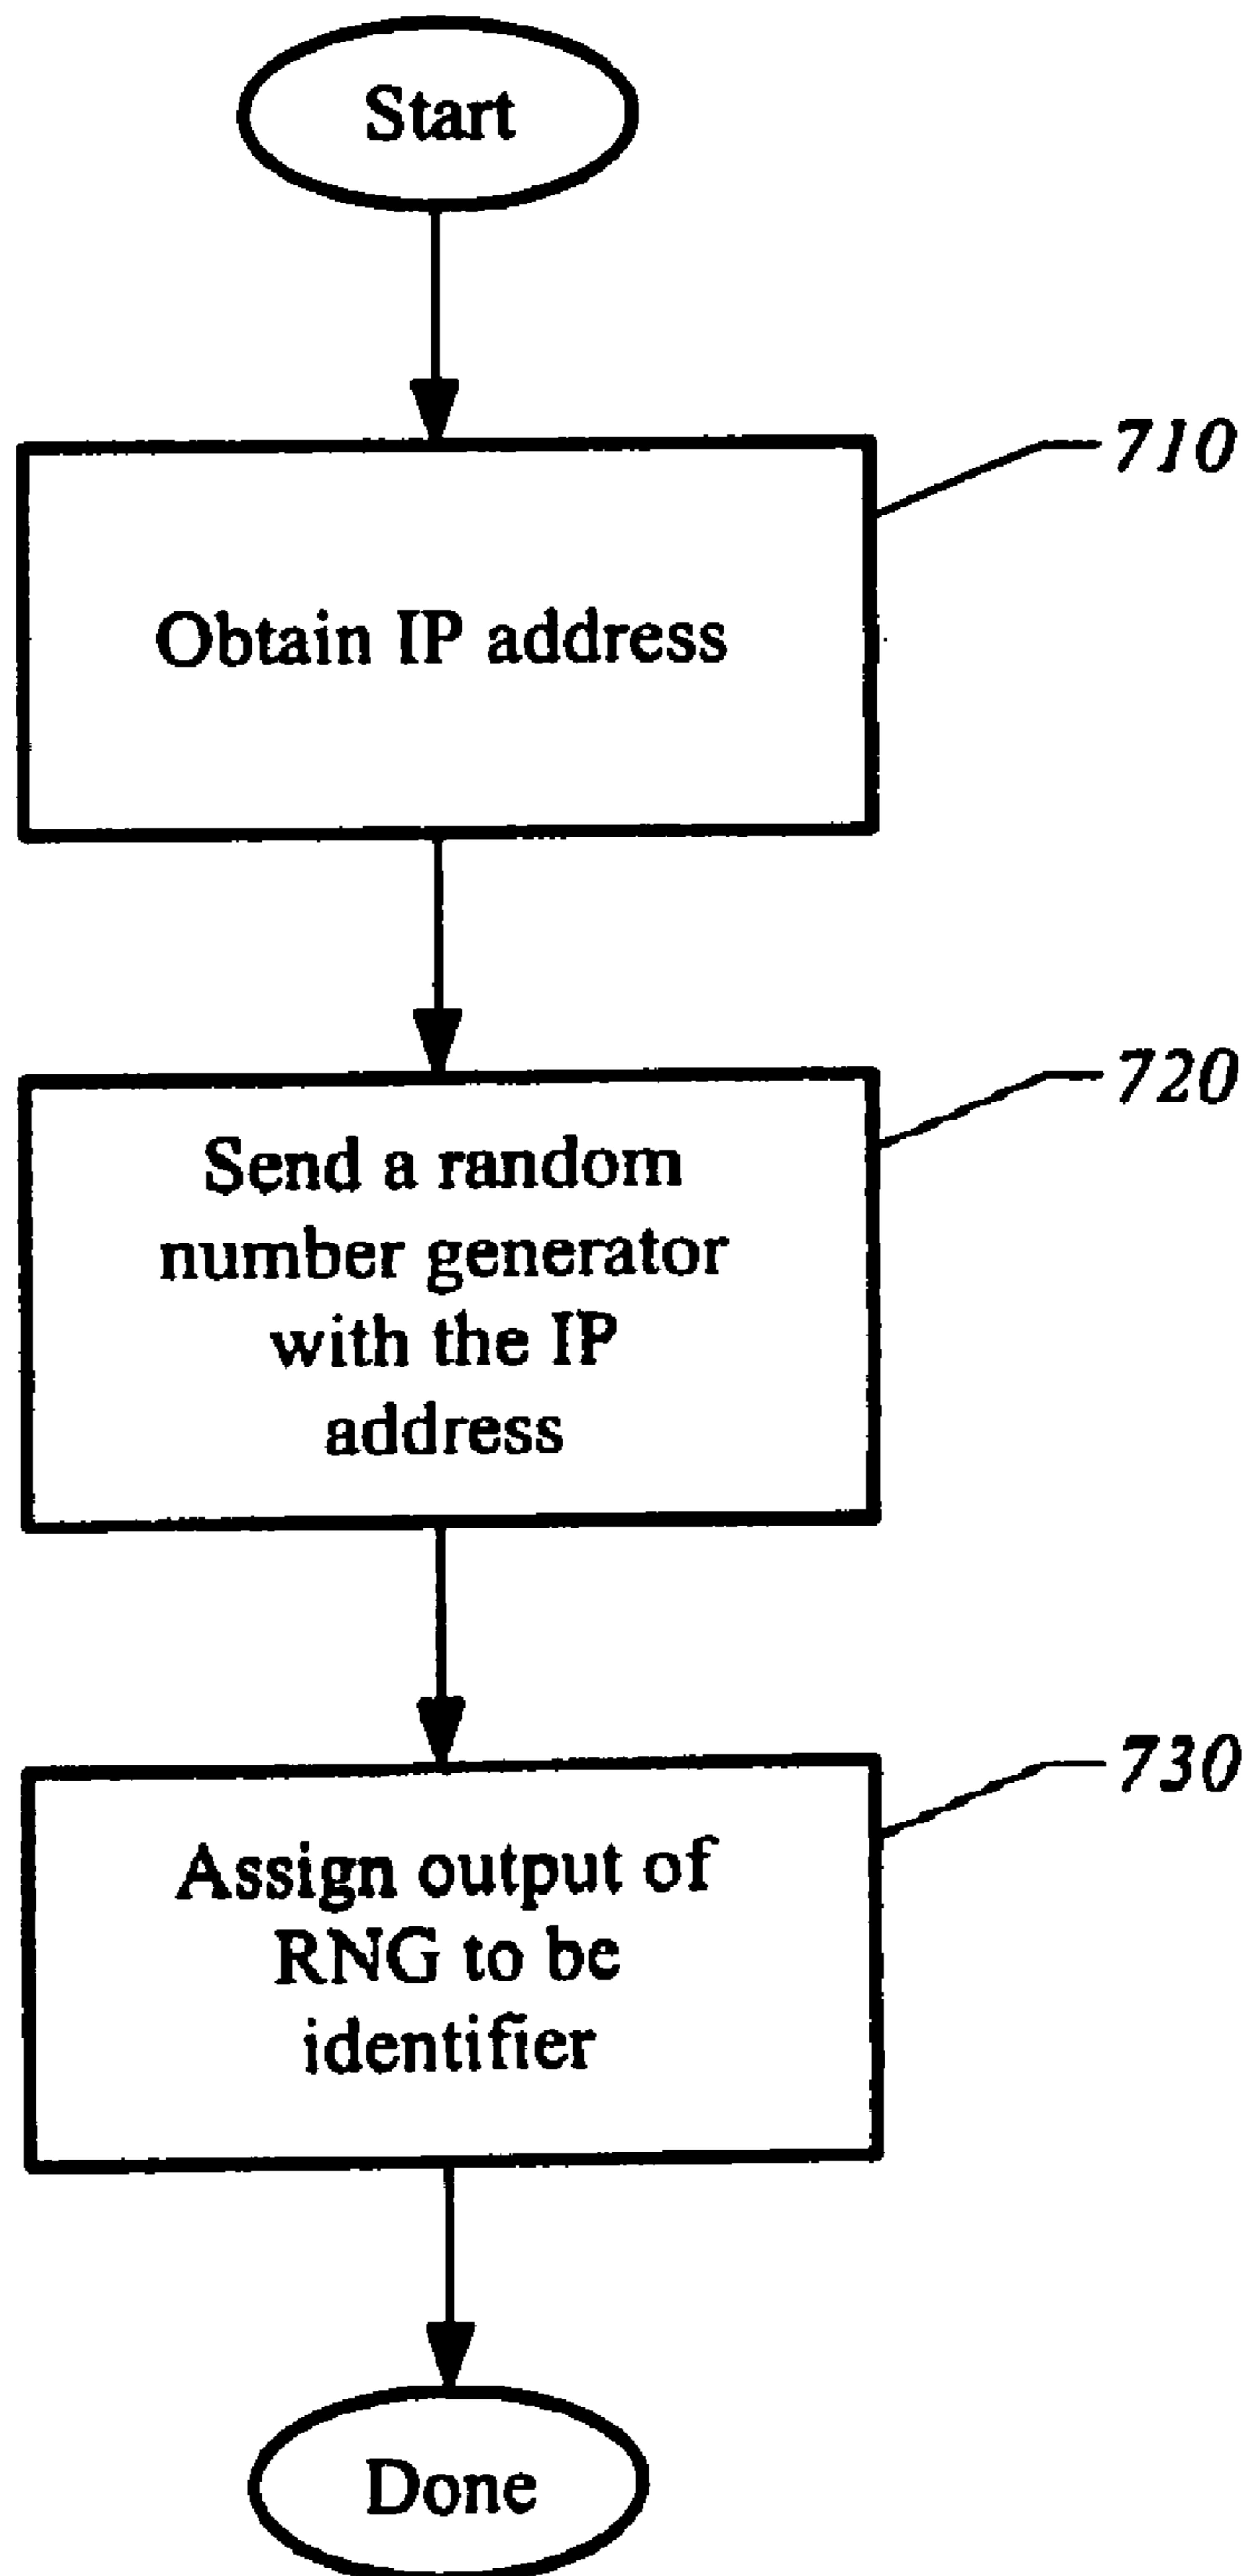 Start
710
Obtain IP address
720
Send a random
number generator
with the IP
address
730
Assign output of
RNG to be
identifier
Done